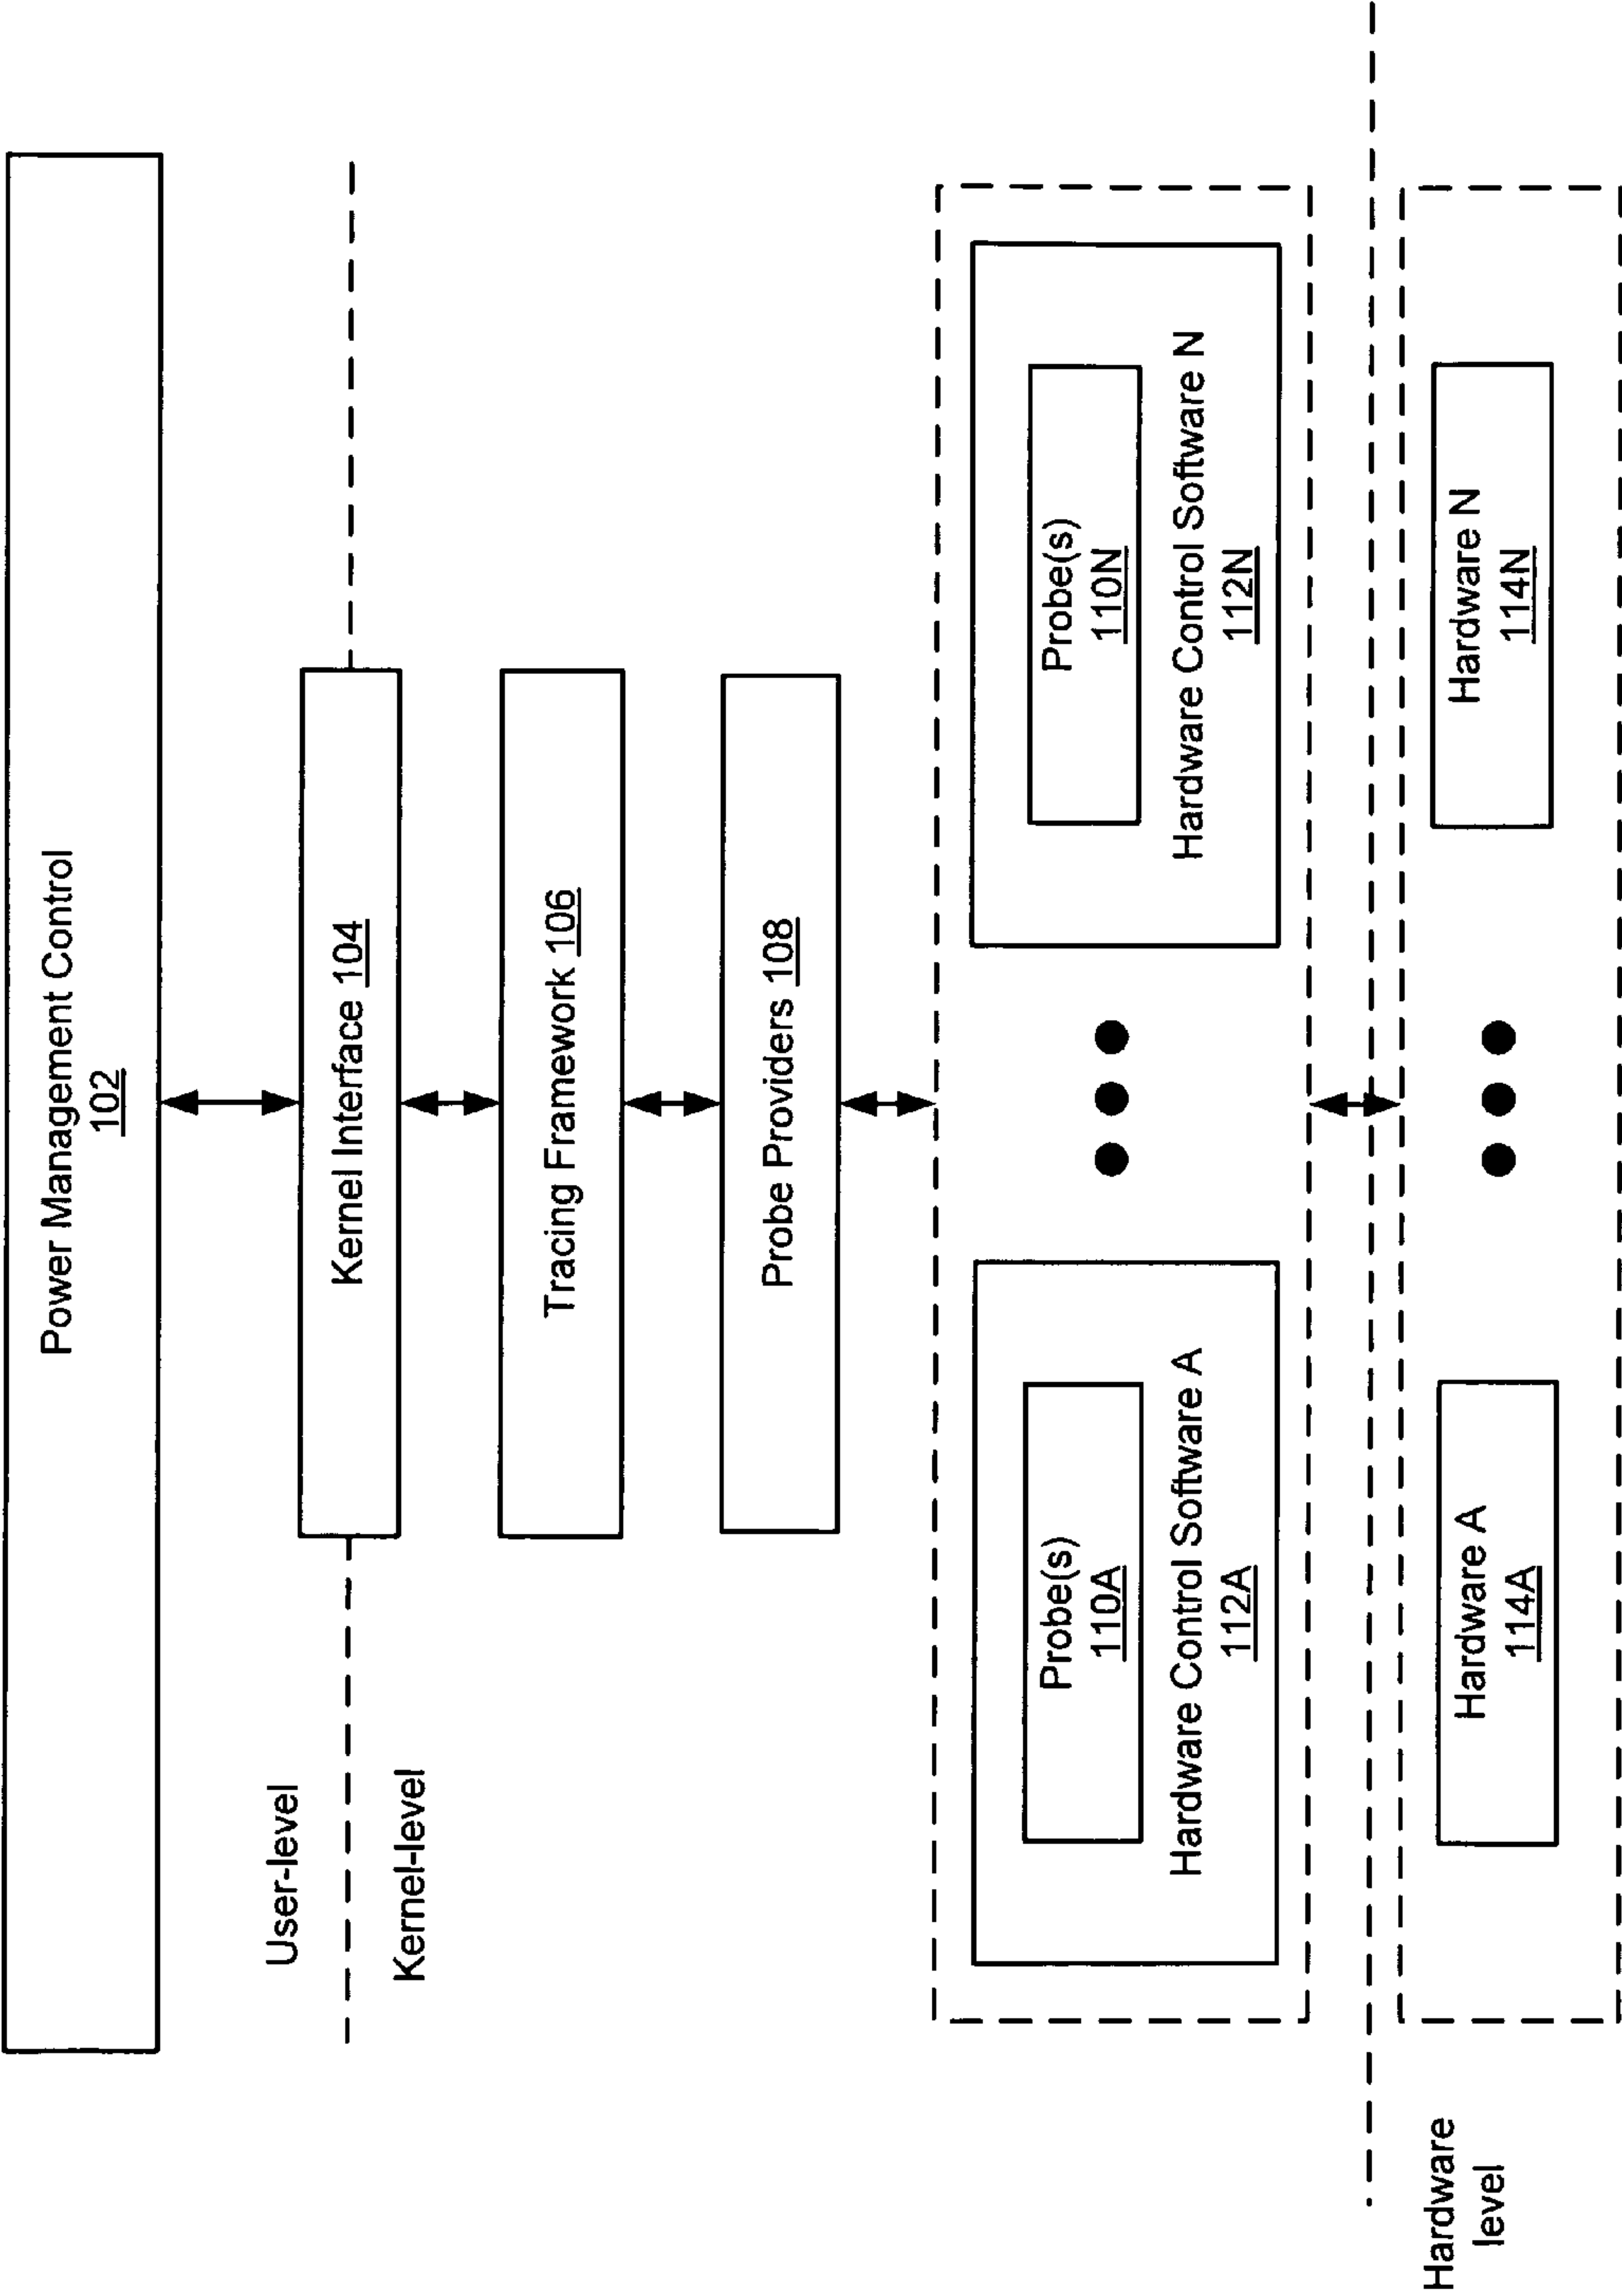 Power Management Control
102
User-level
Kernel Interface 104
Kernel-level
Tracing Framework 106
Probe Providers 108
Probe(s)
110A
Hardware Control Software A
112A
Probe(s)
110N
Hardware Control Software N
112N
Hardware
level
Hardware A
114A
Hardware N
114N